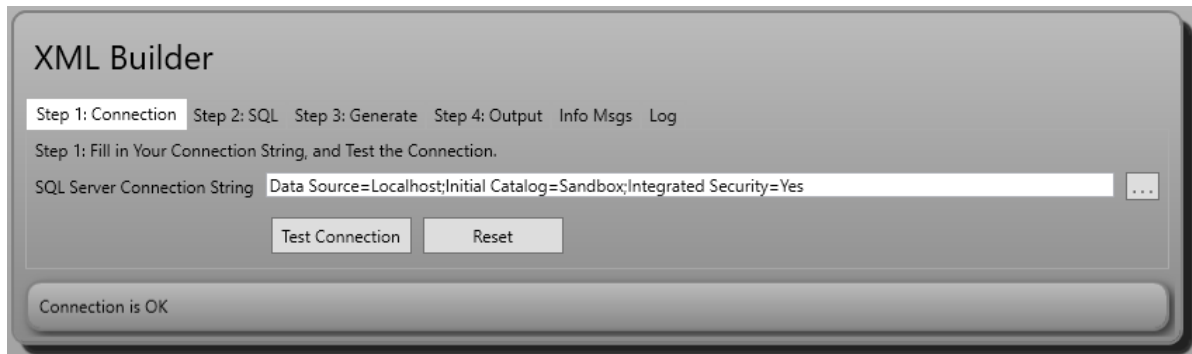 XML Builder
Step 1: Connection Step 2: SQL Step 3: Generate Step 4: Output Info Msgs Log
Step 1: Fill in Your Connection String, and Test the Connection.
SQL Server Connection String Data Source=Localhost;Initial Catalog=Sandbox;Integrated Security=Yes ...
Test Connection Reset
Connection is OK